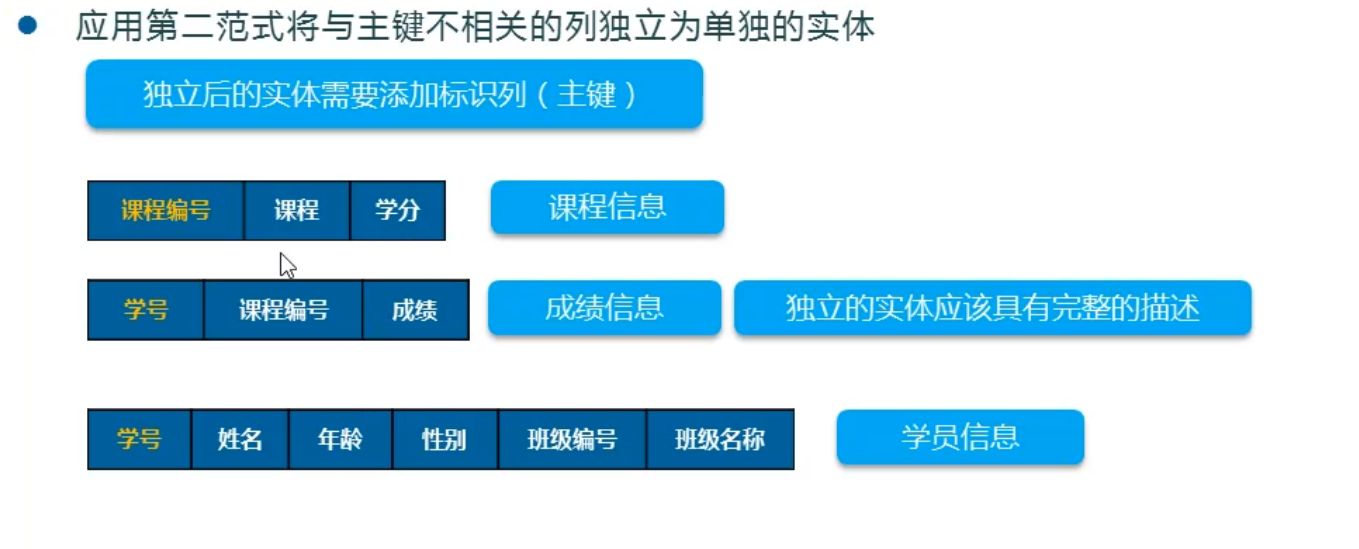 应用第二范式将与主键不相关的列独立为单独的实体
独立后的实体需要添加标识列（主键）
课程编号 课程 学分 课程信息
学号 课程编号 成绩 成绩信息 独立的实体应该具有完整的描述
学号 姓名 年龄 性别 班级编号 班级名称 学员信息